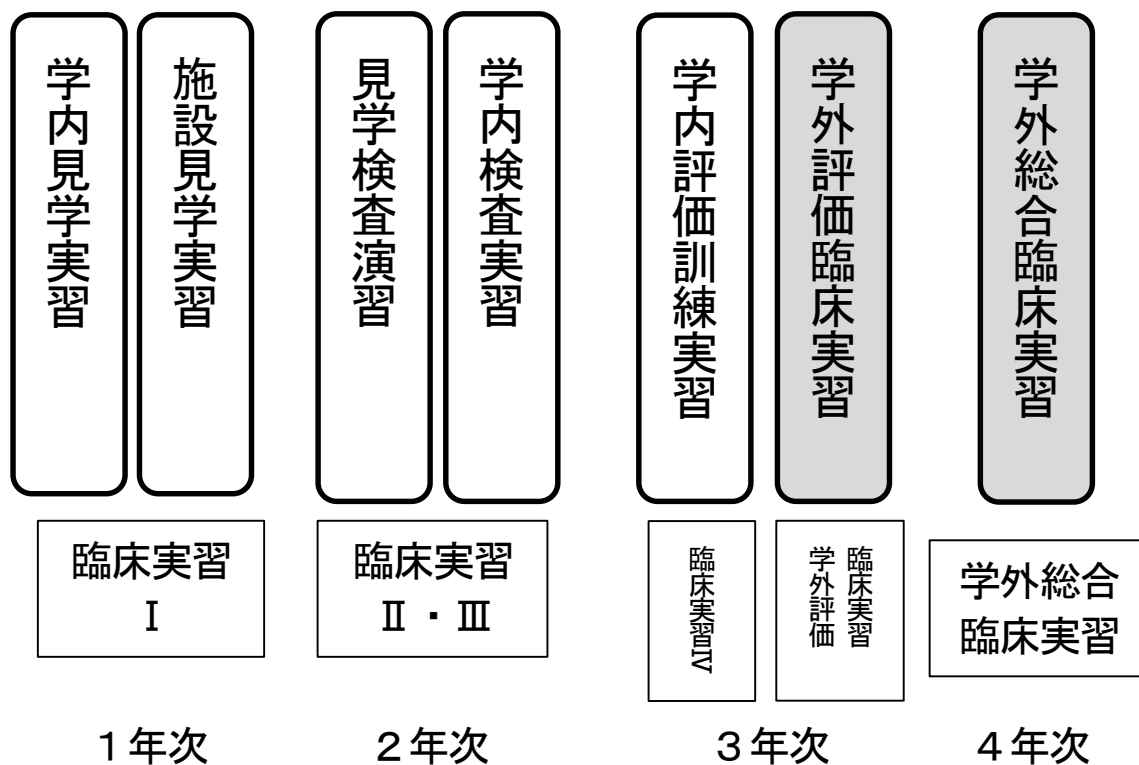 学内見学実習
施設見学実習
見学検査演習
学内検査実習
学内評価訓練実習
学外評価臨床実習
学外総合臨床実習
臨床実習
Ⅰ
臨床実習
Ⅱ・Ⅲ
臨床実習Ⅳ
臨床実習
学外評価
学外総合
臨床実習
１年次
２年次
３年次
４年次